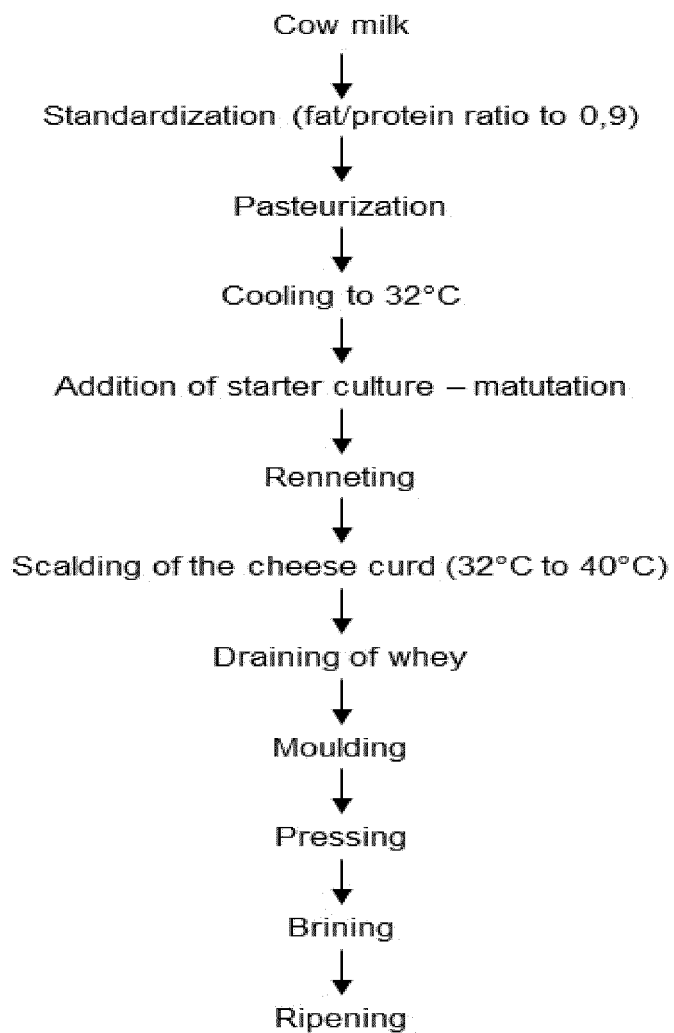 Cow milk
Standardization (fat/protein ratio to 0,9)
Pasteurization
Cooling to 32°C
Addition of starter culture – matutation
Renneting
Scalding of the cheese curd (32°C to 40°C)
Draining of whey
Moulding
Pressing
Brining
Ripening